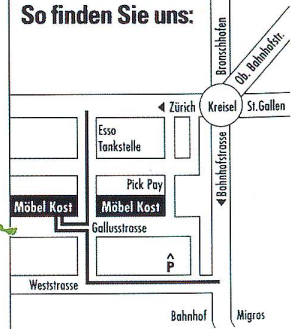 So finden Sie uns:
Bronschhofen
Ob. Bahnhofstr.
◄ Zürich
Kreisel
St.Gallen
Esso
Tankstelle
◄ Bahnhofstrasse
Pick Pay
Möbel Kost
Möbel Kost
Gallusstrasse
P
Weststrasse
Bahnhof
Migros